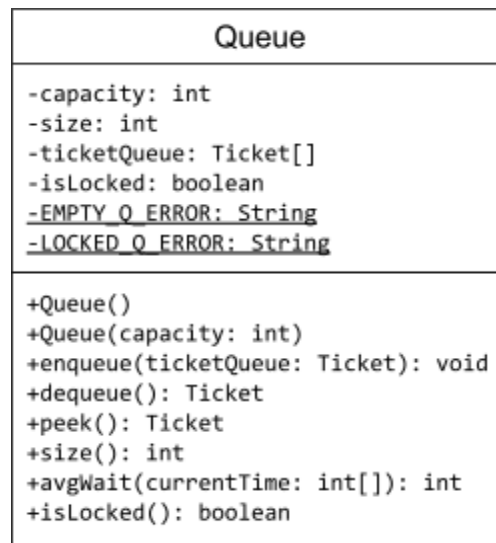 Queue
-capacity: int
-size: int
-ticketQueue: Ticket[]
-isLocked: boolean
-EMPTY_Q_ERROR: String
-LOCKED_Q_ERROR: String
+Queue()
+Queue(capacity: int)
+enqueue(ticketQueue: Ticket): void
+dequeue(): Ticket
+peek(): Ticket
+size(): int
+avgWait(currentTime: int[]): int
+isLocked(): boolean